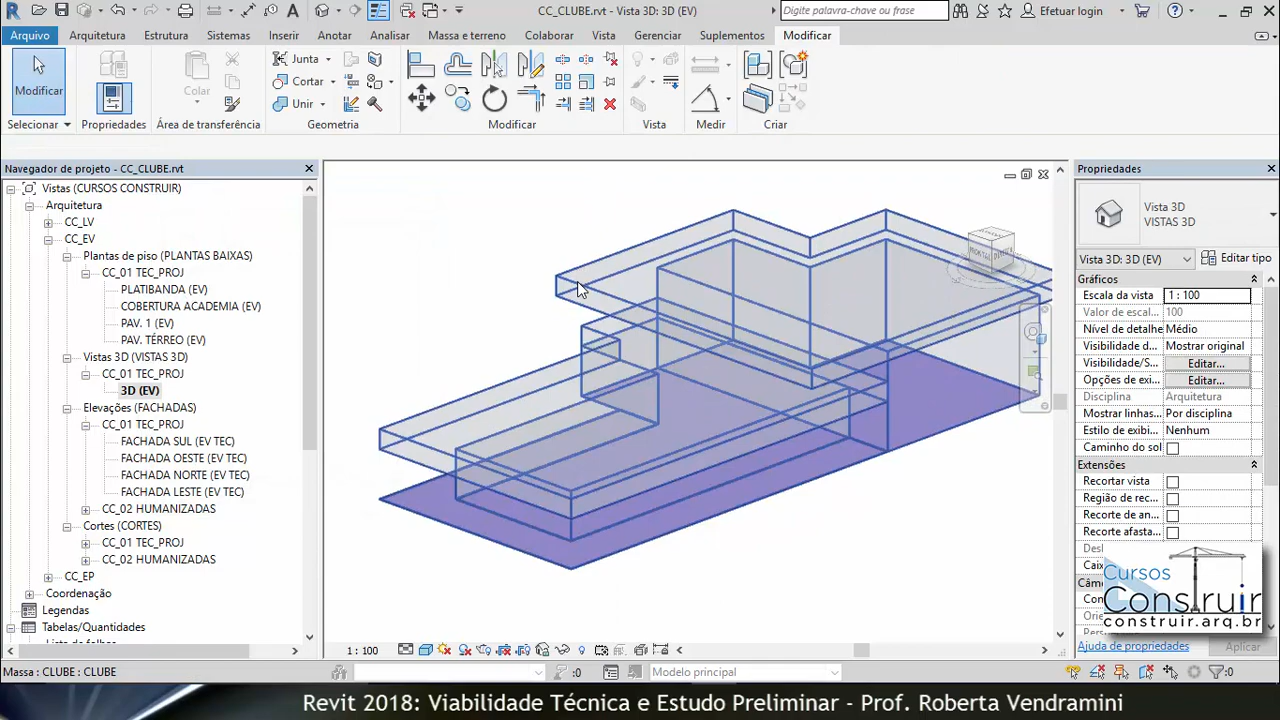 CC_CLUBE.rvt - Vista 3D: 3D (EV)
Digite palavra-chave ou frase
Efetuar login
Arquivo Arquitetura Estrutura Sistemas Inserir Anotar Analisar Massa e terreno Colaborar Vista Gerenciar Suplementos Modificar
Modificar
Colar
Junta
Cortar
Unir
Selecionar Propriedades Área de transferência Geometria Modificar Vista Medir Criar
Navegador de projeto - CC_CLUBE.rvt
Vistas (CURSOS CONSTRUIR)
Arquitetura
CC_LV
CC_EV
Plantas de piso (PLANTAS BAIXAS)
CC_01 TEC_PROJ
PLATIBANDA (EV)
COBERTURA ACADEMIA (EV)
PAV. 1 (EV)
PAV. TÉRREO (EV)
Vistas 3D (VISTAS 3D)
CC_01 TEC_PROJ
3D (EV)
Elevações (FACHADAS)
CC_01 TEC_PROJ
FACHADA SUL (EV TEC)
FACHADA OESTE (EV TEC)
FACHADA NORTE (EV TEC)
FACHADA LESTE (EV TEC)
CC_02 HUMANIZADAS
Cortes (CORTES)
CC_01 TEC_PROJ
CC_02 HUMANIZADAS
CC_EP
Coordenação
Legendas
Tabelas/Quantidades
1 : 100
Propriedades
Vista 3D
VISTAS 3D
Vista 3D: 3D (EV) Editar tipo
Gráficos
Escala da vista 1 : 100
Valor de escal... 100
Nível de detalhe Médio
Visibilidade d... Mostrar original
Visibilidade/S... Editar...
Opções de exi... Editar...
Disciplina Arquitetura
Mostrar linhas... Por disciplina
Estilo de exibi... Nenhum
Caminho do sol
Extensões
Recortar vista
Região de rec...
Recorte de an...
Recorte afasta...
Cursos
Construir
construir.arq.br
Ajuda de propriedades Aplicar
Massa : CLUBE : CLUBE
:0
Modelo principal
:0
Revit 2018: Viabilidade Técnica e Estudo Preliminar - Prof. Roberta Vendramini